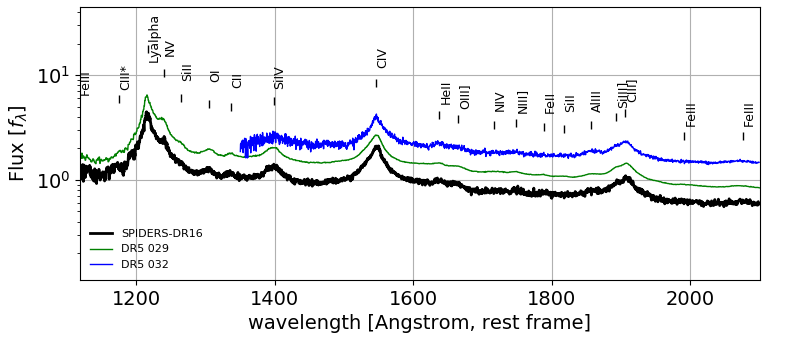 Lyalpha
NV
FeIII
CIII*
SiII
OI
CII
SiIV
CIV
HeII
OIII]
NIV
NIII]
FeII
SiII
AlIII
SiIII]
CIII]
FeIII
FeIII
10¹
10⁰
Flux [fλ]
SPIDERS-DR16
DR5 029
DR5 032
1200 1400 1600 1800 2000
wavelength [Angstrom, rest frame]